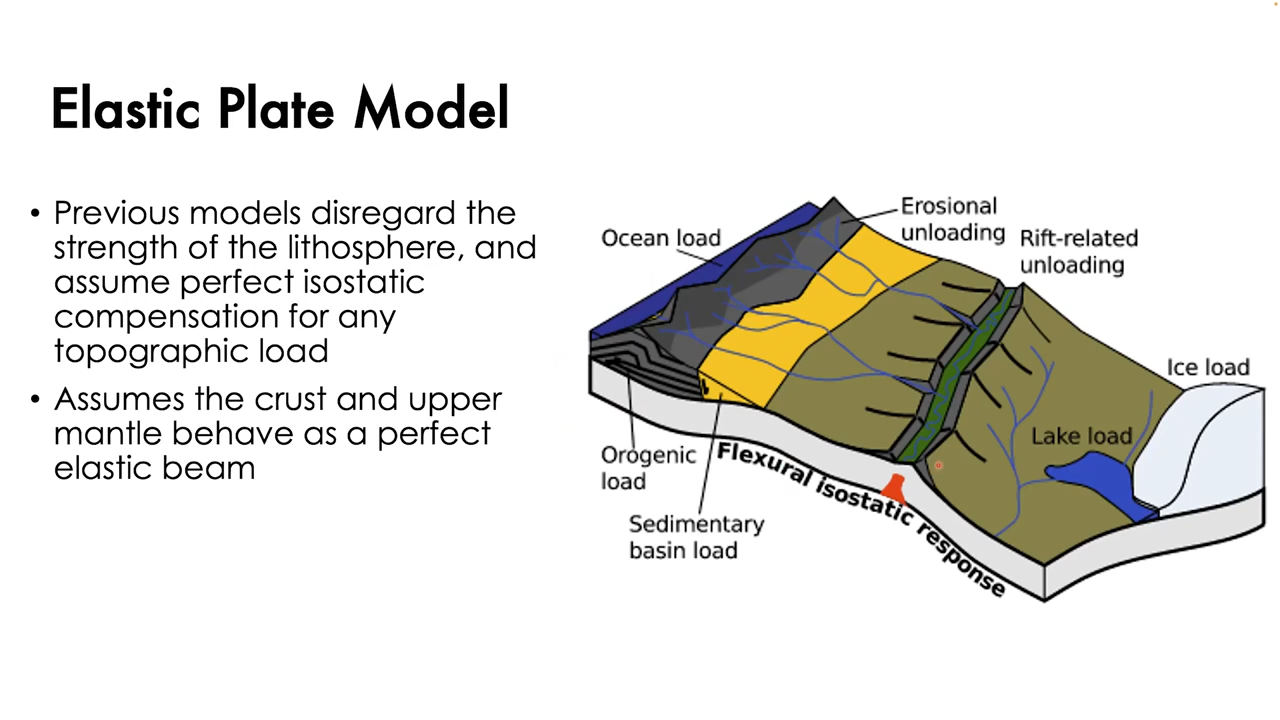 Elastic Plate Model
• Previous models disregard the
strength of the lithosphere, and
assume perfect isostatic
compensation for any
topographic load
• Assumes the crust and upper
mantle behave as a perfect
elastic beam
Ocean load
Erosional
unloading
Rift-related
unloading
Ice load
Lake load
Orogenic
load
Sedimentary
basin load
Flexural isostatic response